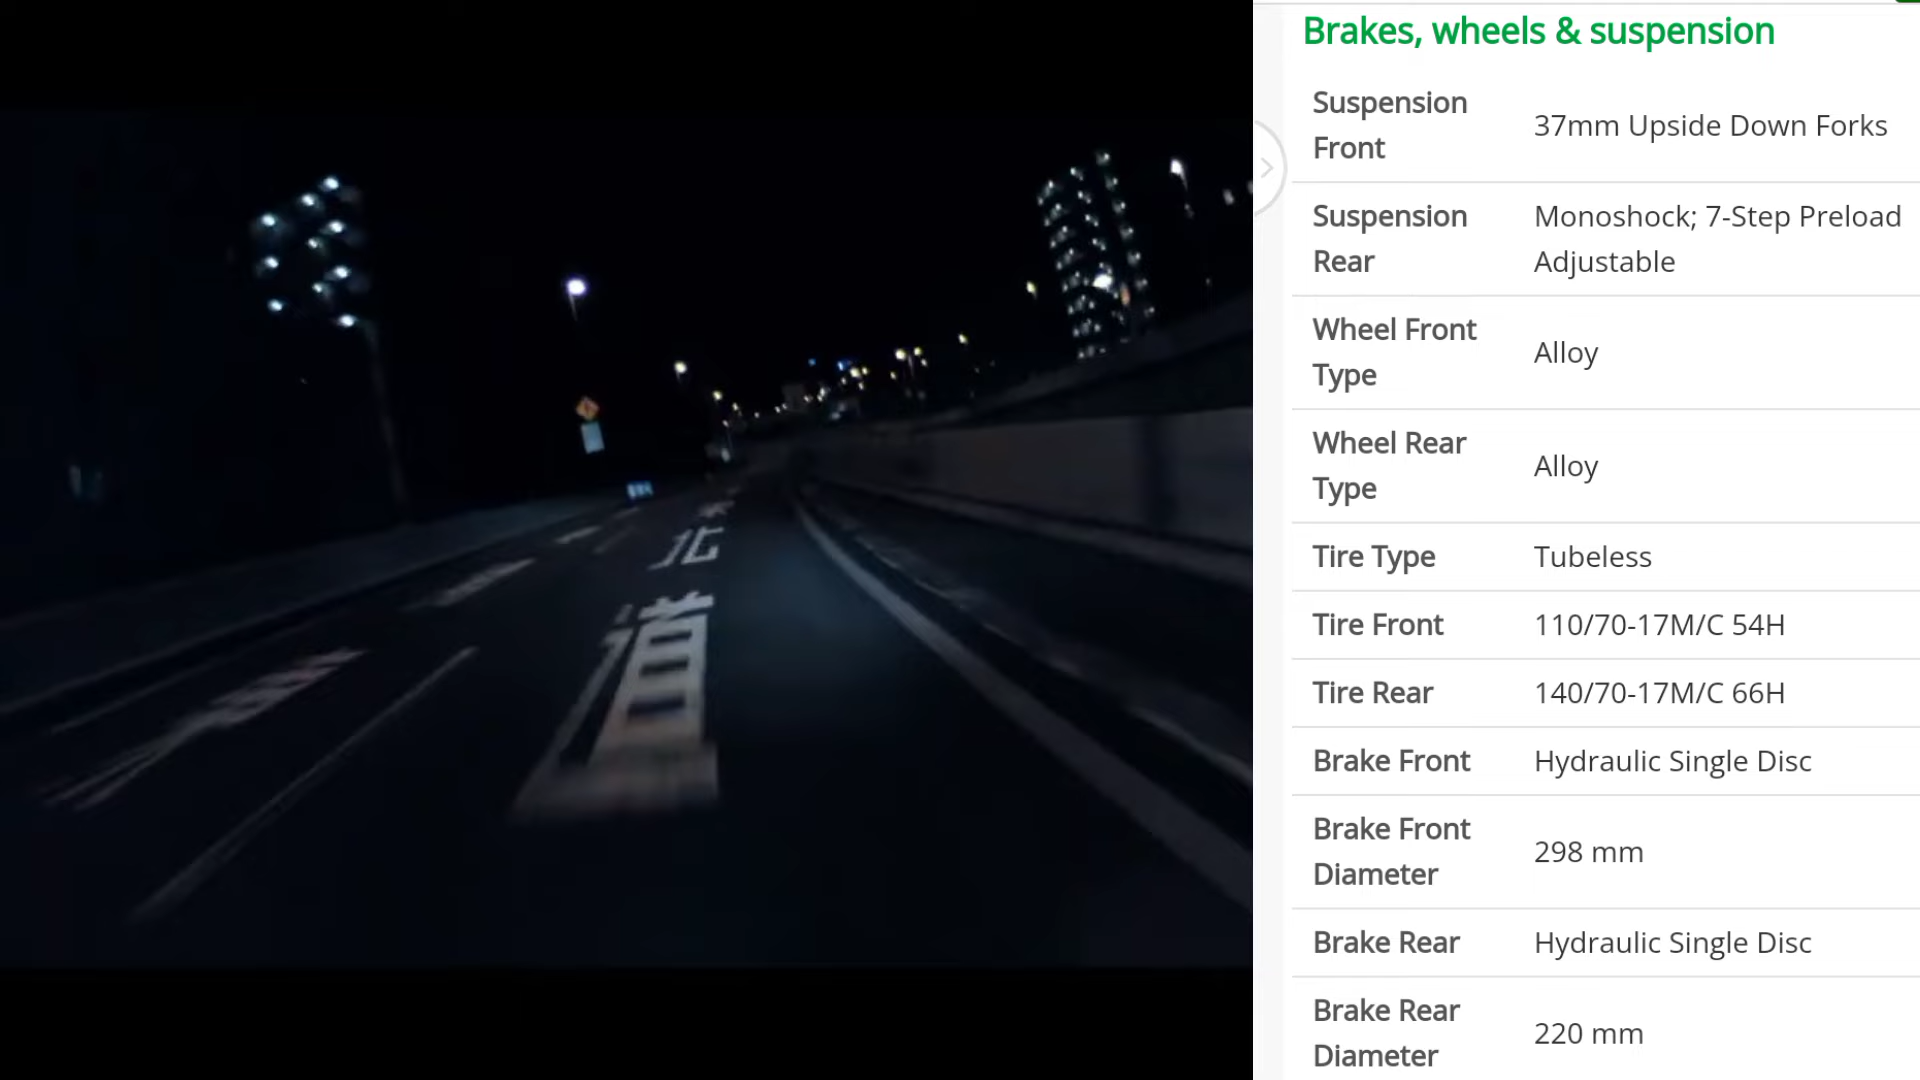 北
道
Brakes, wheels & suspension
Suspension
Front
37mm Upside Down Forks
Suspension
Rear
Monoshock; 7-Step Preload
Adjustable
Wheel Front
Type
Alloy
Wheel Rear
Type
Alloy
Tire Type
Tubeless
Tire Front
110/70-17M/C 54H
Tire Rear
140/70-17M/C 66H
Brake Front
Hydraulic Single Disc
Brake Front
Diameter
298 mm
Brake Rear
Hydraulic Single Disc
Brake Rear
Diameter
220 mm